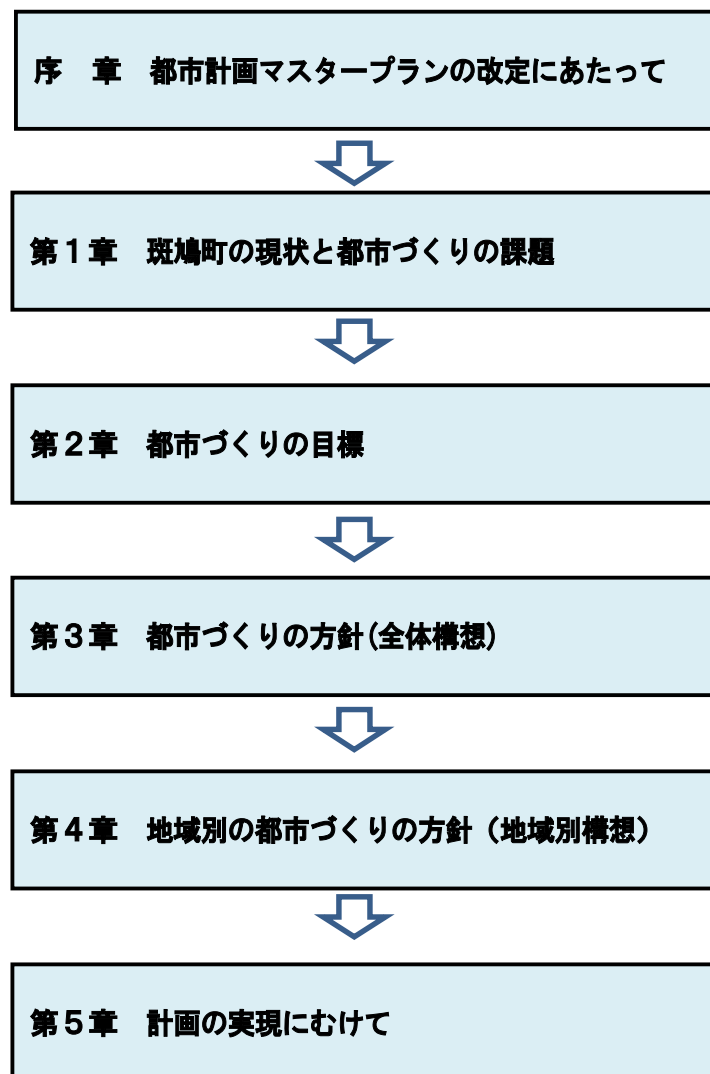 序　章　都市計画マスタープランの改定にあたって
第１章　斑鳩町の現状と都市づくりの課題
第２章　都市づくりの目標
第３章　都市づくりの方針(全体構想)
第４章　地域別の都市づくりの方針（地域別構想）
第５章　計画の実現にむけて